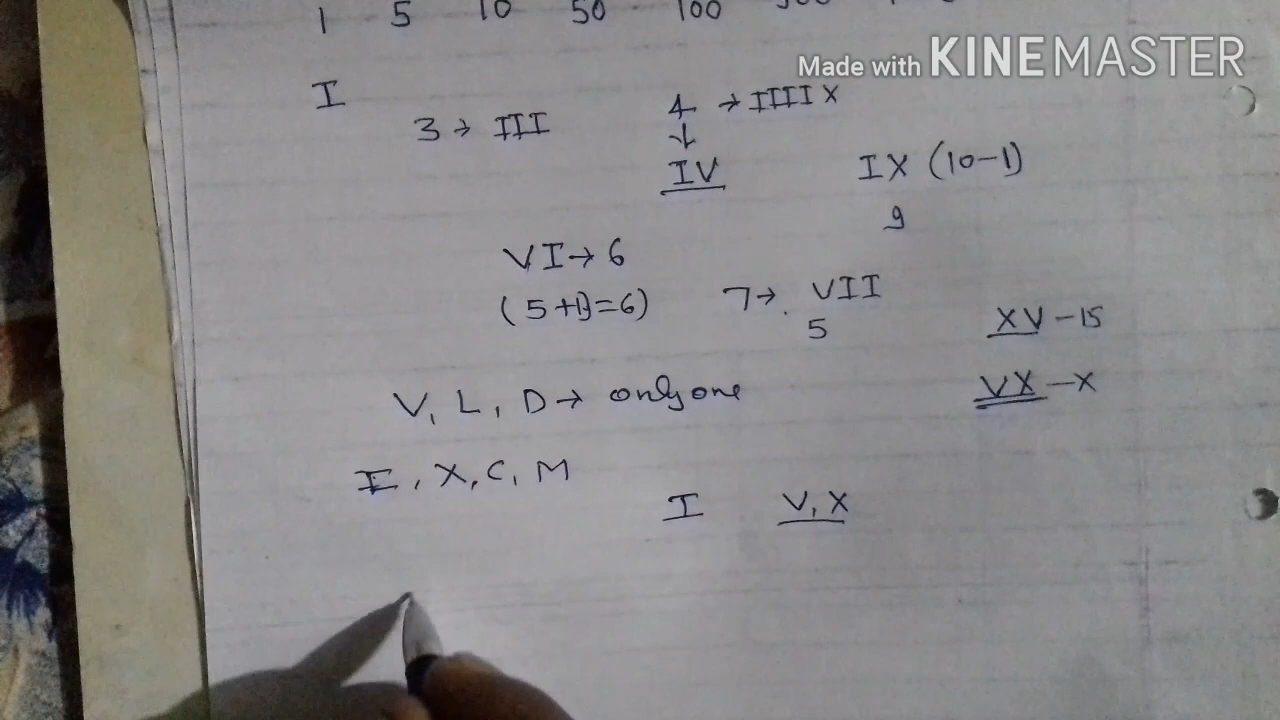 1 5 10 50 100
Made with KINEMASTER
I
3 → III
4 → IIII X
↓
IV
IX (10-1)
9
VI → 6
(5+1)=6)
7 → VII
5
XV - 15
V, L, D → only one
VX - X
I, X, C, M
I V, X